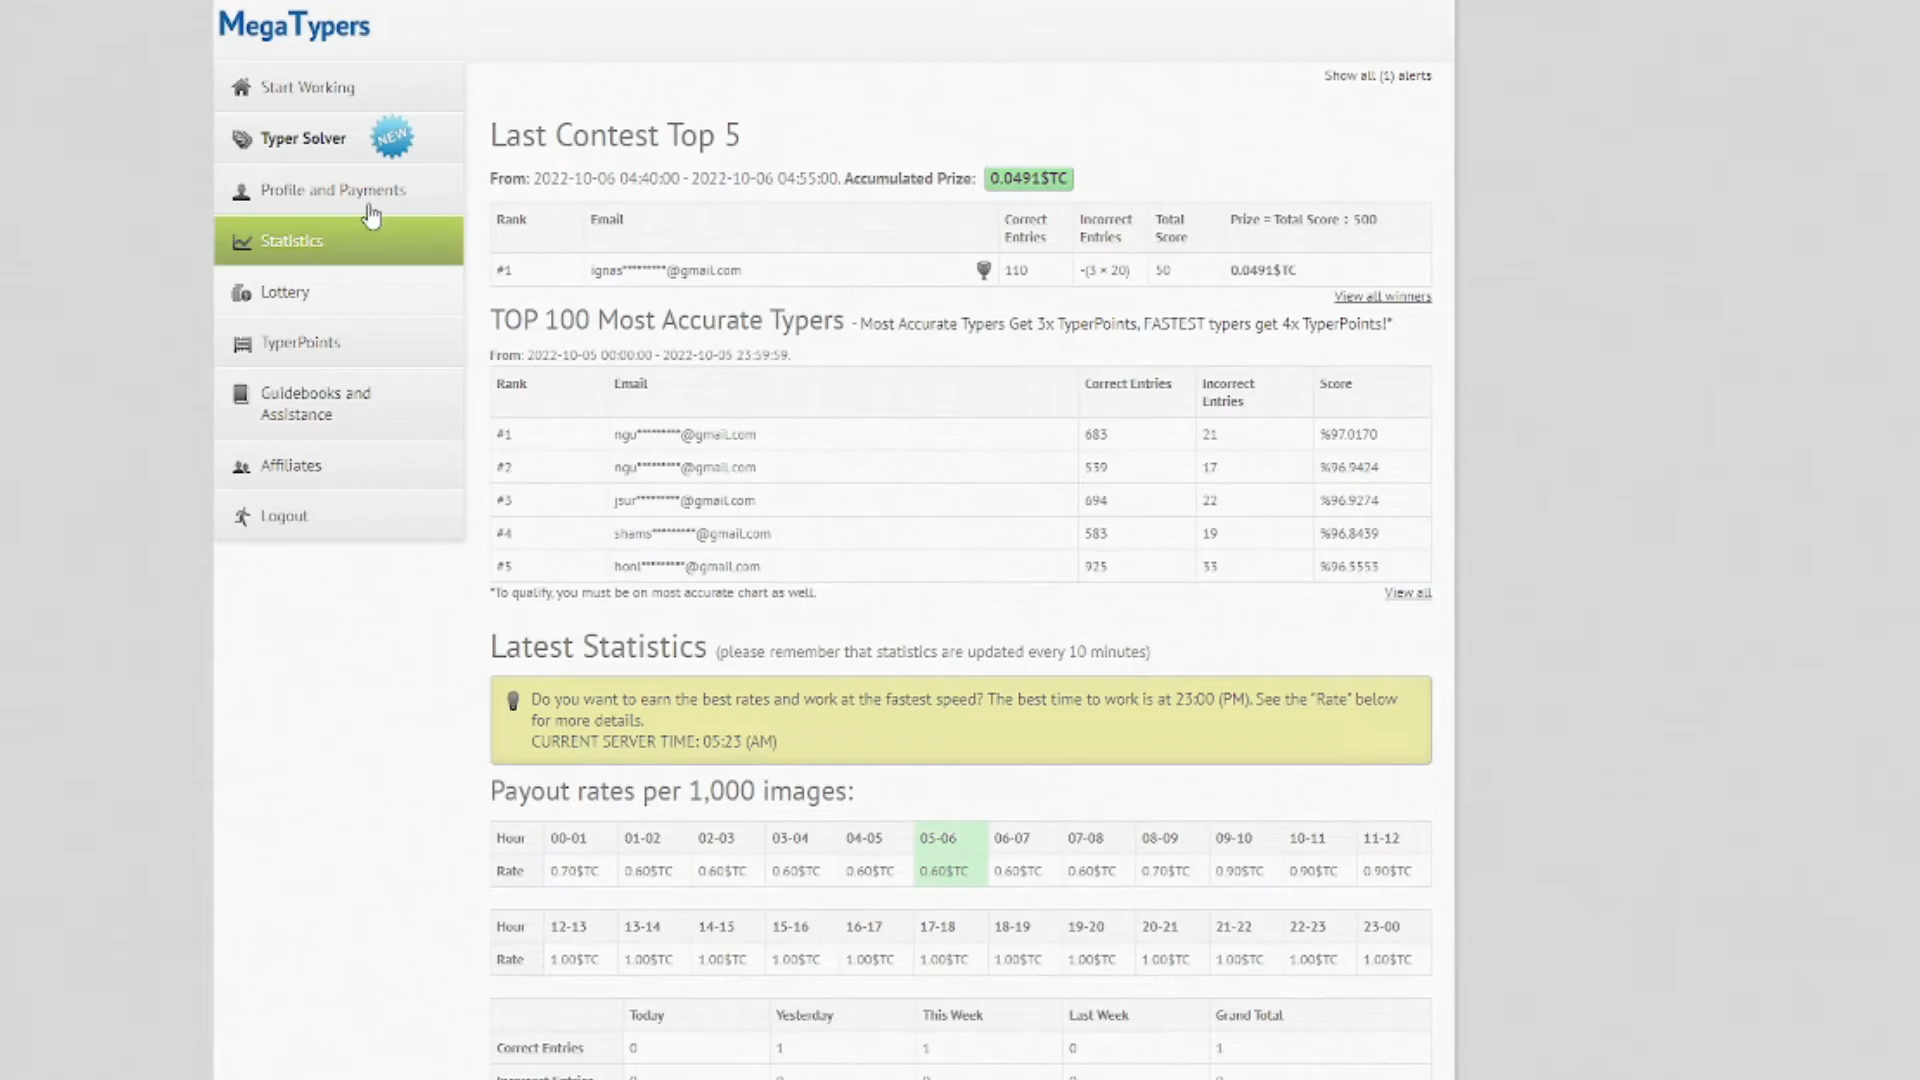 MegaTypers
Show all (1) alerts
Start Working
Typer Solver NEW
Profile and Payments
Statistics
Lottery
TyperPoints
Guidebooks and
Assistance
Affiliates
Logout
Last Contest Top 5
From: 2022-10-06 04:40:00 - 2022-10-06 04:55:00. Accumulated Prize: 0.0491$TC
Rank Email Correct Entries Incorrect Entries Total Score Prize = Total Score : 500
#1 ignas*********@gmail.com 110 -(3 × 20) 50 0.0491$TC
View all winners
TOP 100 Most Accurate Typers - Most Accurate Typers Get 3x TyperPoints, FASTEST typers get 4x TyperPoints!*
From: 2022-10-05 00:00:00 - 2022-10-05 23:59:59.
Rank Email Correct Entries Incorrect Entries Score
#1 ngu*********@gmail.com 683 21 %97.0170
#2 ngu*********@gmail.com 539 17 %96.9424
#3 jsur*********@gmail.com 694 22 %96.9274
#4 shams*********@gmail.com 583 19 %96.8439
#5 honl*********@gmail.com 925 33 %96.5553
*To qualify, you must be on most accurate chart as well. View all
Latest Statistics (please remember that statistics are updated every 10 minutes)
Do you want to earn the best rates and work at the fastest speed? The best time to work is at 23:00 (PM). See the "Rate" below
for more details.
CURRENT SERVER TIME: 05:23 (AM)
Payout rates per 1,000 images:
Hour 00-01 01-02 02-03 03-04 04-05 05-06 06-07 07-08 08-09 09-10 10-11 11-12
Rate 0.70$TC 0.60$TC 0.60$TC 0.60$TC 0.60$TC 0.60$TC 0.60$TC 0.60$TC 0.70$TC 0.90$TC 0.90$TC 0.90$TC
Hour 12-13 13-14 14-15 15-16 16-17 17-18 18-19 19-20 20-21 21-22 22-23 23-00
Rate 1.00$TC 1.00$TC 1.00$TC 1.00$TC 1.00$TC 1.00$TC 1.00$TC 1.00$TC 1.00$TC 1.00$TC 1.00$TC 1.00$TC
Today Yesterday This Week Last Week Grand Total
Correct Entries 0 1 1 0 1